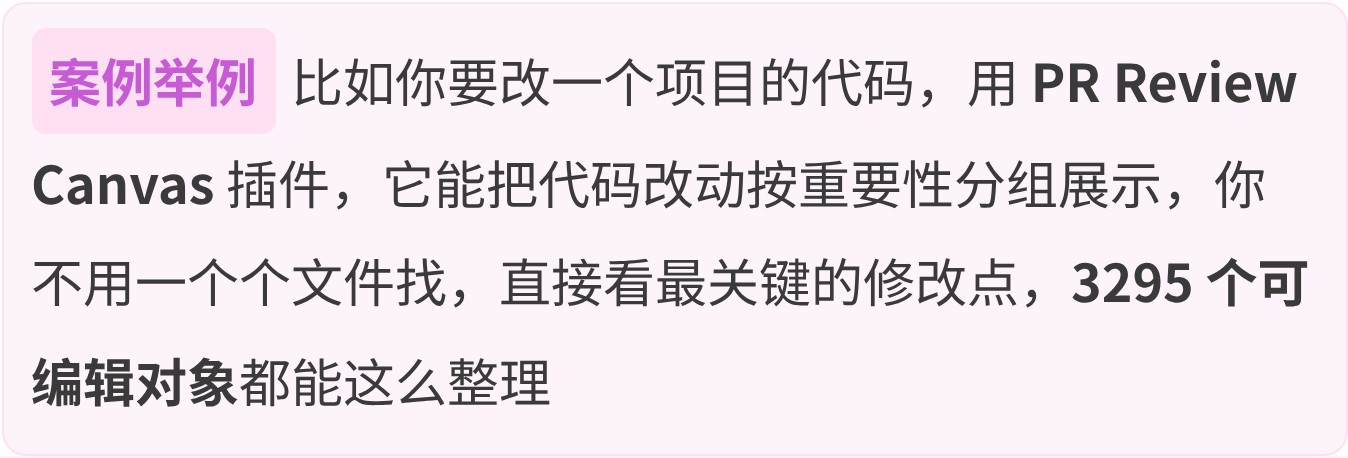 案例举例 比如你要改一个项目的代码，用 PR Review
Canvas 插件，它能把代码改动按重要性分组展示，你
不用一个个文件找，直接看最关键的修改点，3295 个可
编辑对象都能这么整理